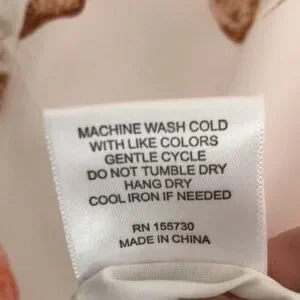 MACHINE WASH COLD
WITH LIKE COLORS
GENTLE CYCLE
DO NOT TUMBLE DRY
HANG DRY
COOL IRON IF NEEDED
RN 155730
MADE IN CHINA